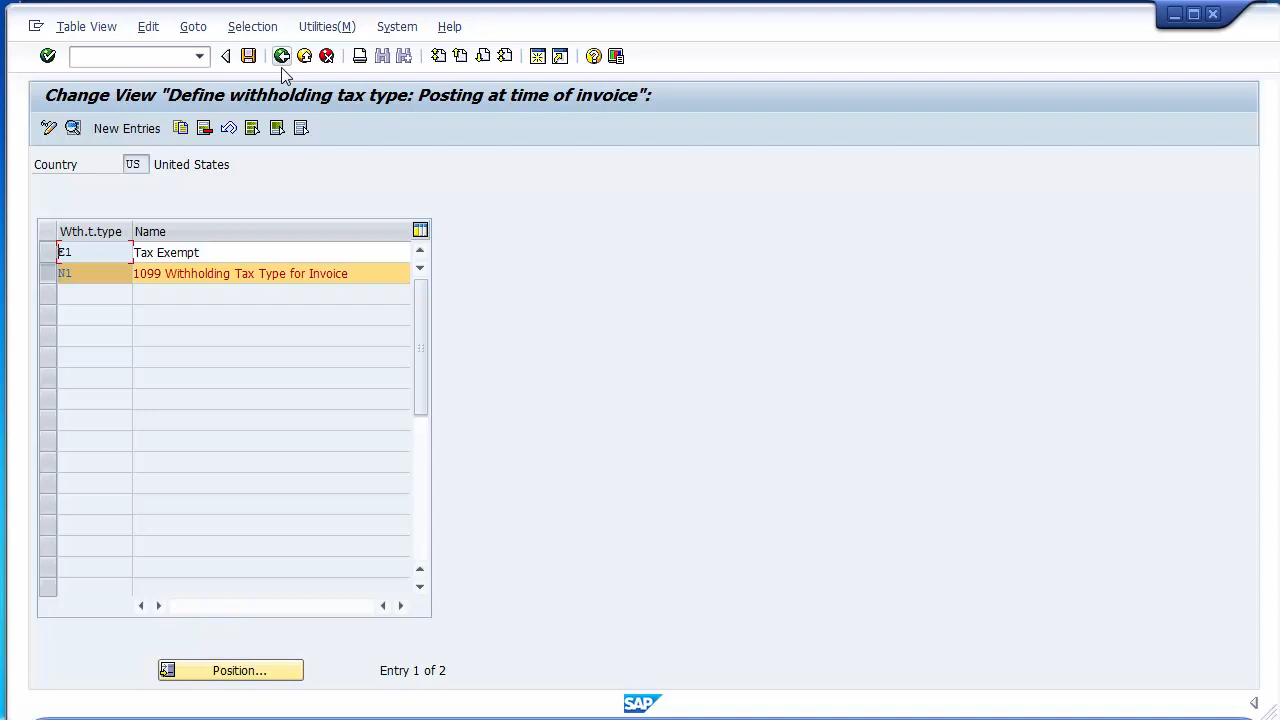 Table View Edit Goto Selection Utilities(M) System Help
Change View "Define withholding tax type: Posting at time of invoice":
New Entries
Country US United States
Wth.t.type Name
E1 Tax Exempt
N1 1099 Withholding Tax Type for Invoice
Position... Entry 1 of 2
SAP